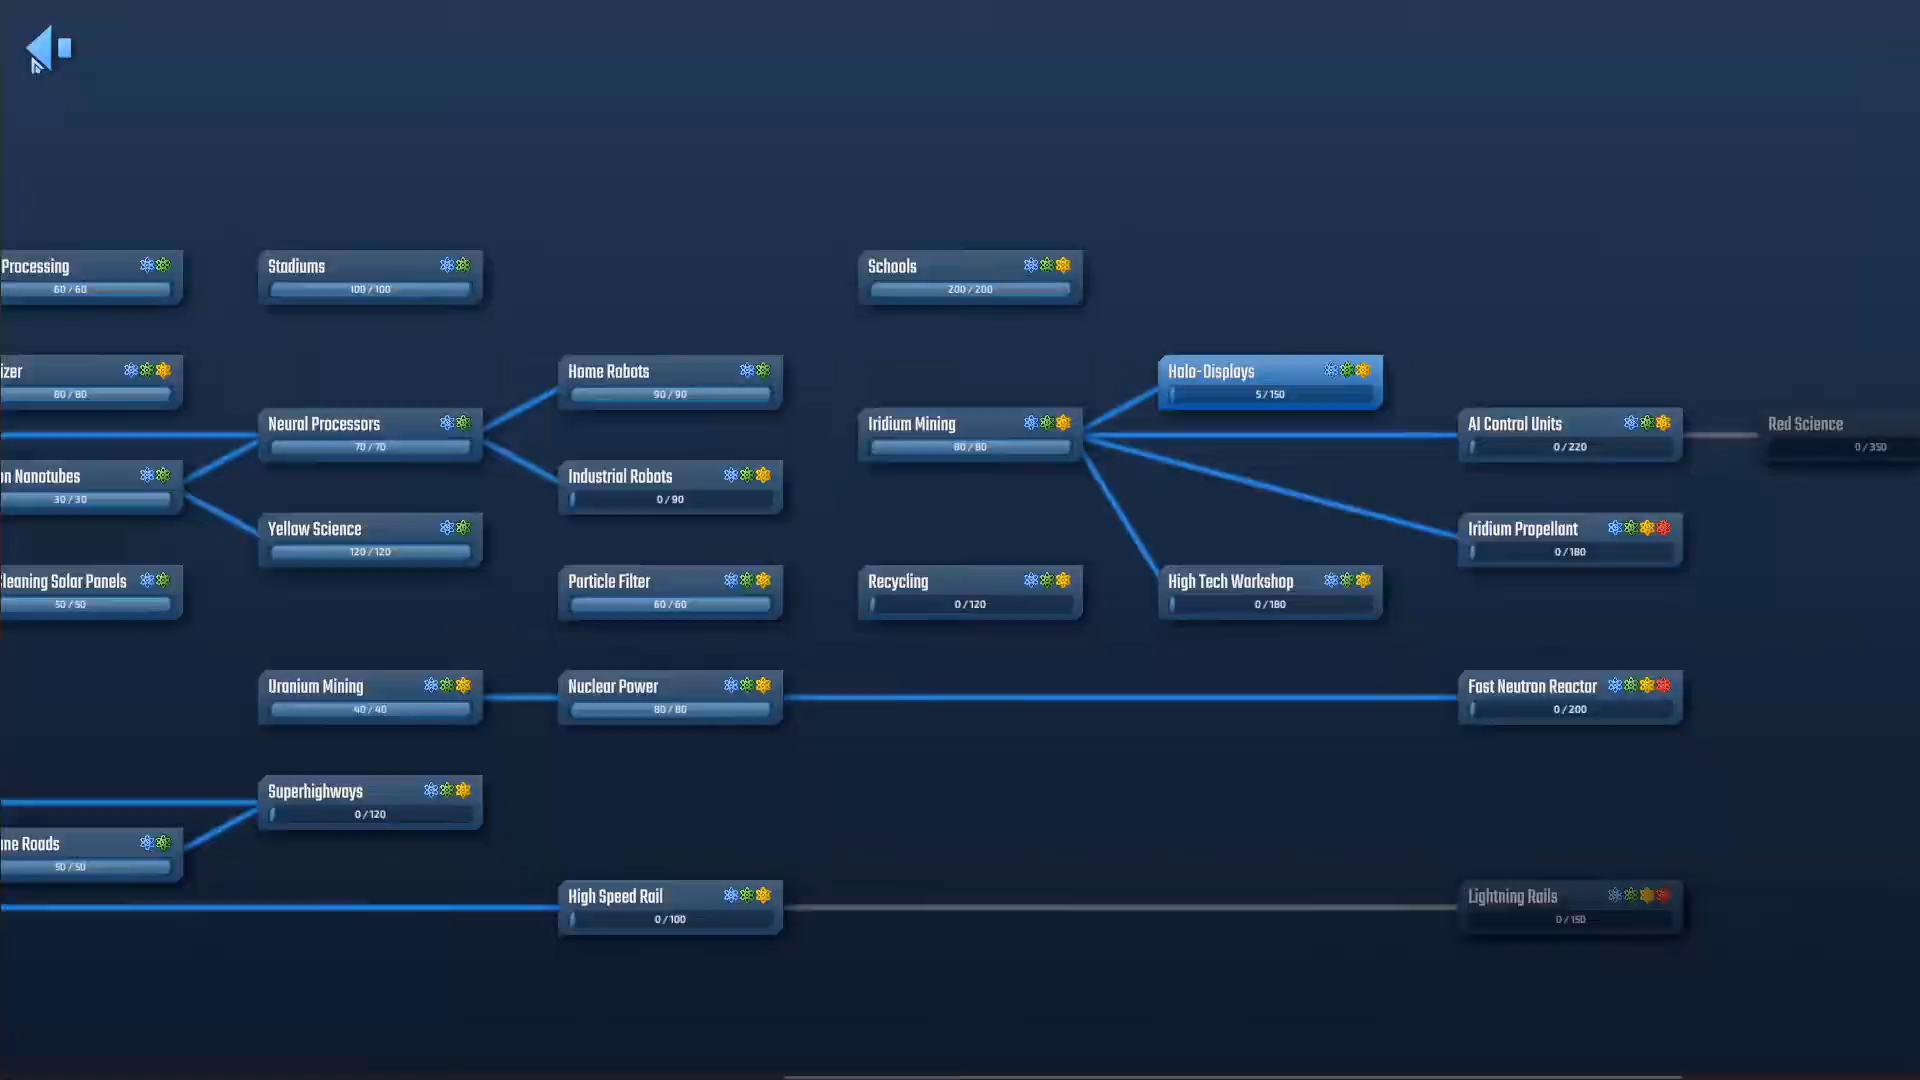 Processing
60 / 60
Stadiums
100 / 100
Schools
200 / 200
izer
80 / 80
Home Robots
90 / 90
Halo-Displays
5 / 150
Neural Processors
70 / 70
Iridium Mining
80 / 80
AI Control Units
0 / 220
Red Science
0 / 350
on Nanotubes
30 / 30
Industrial Robots
0 / 90
Yellow Science
120 / 120
Iridium Propellant
0 / 180
leaning Solar Panels
50 / 50
Particle Filter
60 / 60
Recycling
0 / 120
High Tech Workshop
0 / 180
Uranium Mining
40 / 40
Nuclear Power
80 / 80
Fast Neutron Reactor
0 / 200
Superhighways
0 / 120
ane Roads
50 / 50
High Speed Rail
0 / 100
Lightning Rails
0 / 150